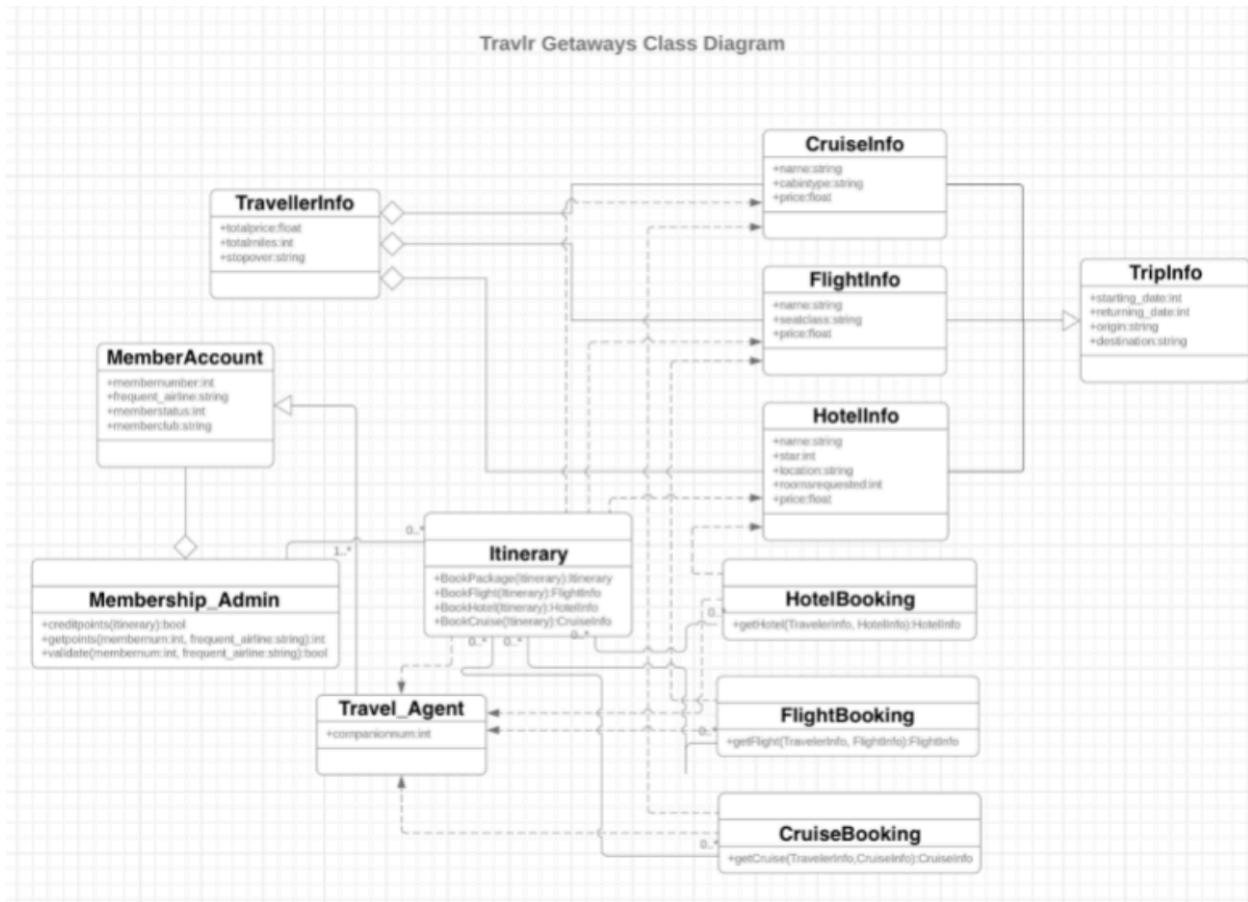 Travlr Getaways Class Diagram
CruiseInfo
+name:string
+cabintype:string
+price:float
TravellerInfo
+totalprice:float
+totalmiles:int
+stopover:string
FlightInfo
+name:string
+seatclass:string
+price:float
TripInfo
+starting_date:int
+returning_date:int
+origin:string
+destination:string
MemberAccount
+membernumber:int
+frequent_airline:string
+memberstatus:int
+memberclub:string
HotelInfo
+name:string
+star:int
+location:string
+roomsrequested:int
+price:float
0..*
1..*
Itinerary
+BookPackage(Itinerary):Itinerary
+BookFlight(Itinerary):FlightInfo
+BookHotel(Itinerary):HotelInfo
+BookCruise(Itinerary):CruiseInfo
0..*
0..*
0..*
Membership_Admin
+creditpoints(itinerary):bool
+getpoints(membernum:int, frequent_airline:string):int
+validate(membernum:int, frequent_airline:string):bool
HotelBooking
0..*
+getHotel(TravelerInfo, HotelInfo):HotelInfo
Travel_Agent
+companionnum:int
FlightBooking
0..*
+getFlight(TravelerInfo, FlightInfo):FlightInfo
CruiseBooking
0..*
+getCruise(TravelerInfo,CruiseInfo):CruiseInfo